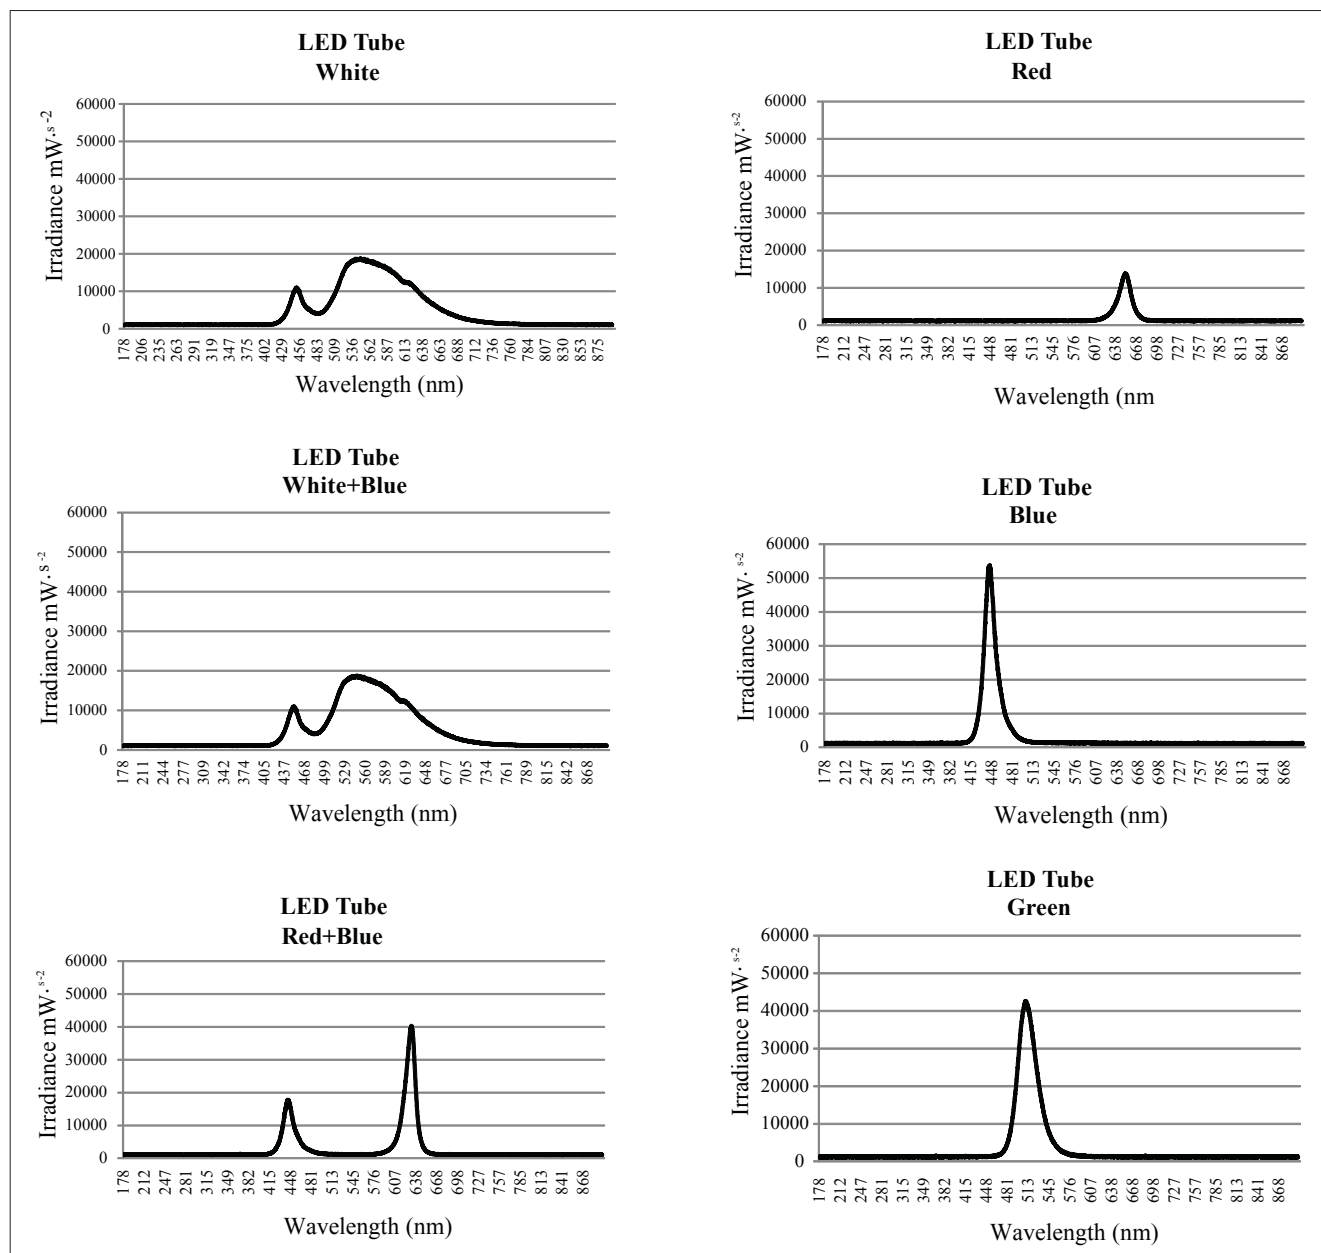 LED Tube
White
Irradiance mW·s-2
60000
50000
40000
30000
20000
10000
0
178 206 235 263 291 319 347 375 402 429 456 483 509 536 562 587 613 638 663 688 712 736 760 784 807 830 853 875
Wavelength (nm)
LED Tube
Red
Irradiance mW·s-2
60000
50000
40000
30000
20000
10000
0
178 212 247 281 315 349 382 415 448 481 513 545 576 607 638 668 698 727 757 785 813 841 868
Wavelength (nm
LED Tube
White+Blue
Irradiance mW·s-2
60000
50000
40000
30000
20000
10000
0
178 211 244 277 309 342 374 405 437 468 499 529 560 589 619 648 677 705 734 761 789 815 842 868
Wavelength (nm)
LED Tube
Blue
Irradiance mW·s-2
60000
50000
40000
30000
20000
10000
0
178 212 247 281 315 349 382 415 448 481 513 545 576 607 638 668 698 727 757 785 813 841 868
Wavelength (nm)
LED Tube
Red+Blue
Irradiance mW·s-2
60000
50000
40000
30000
20000
10000
0
178 212 247 281 315 349 382 415 448 481 513 545 576 607 638 668 698 727 757 785 813 841 868
Wavelength (nm)
LED Tube
Green
Irradiance mW·s-2
60000
50000
40000
30000
20000
10000
0
178 212 247 281 315 349 382 415 448 481 513 545 576 607 638 668 698 727 757 785 813 841 868
Wavelength (nm)